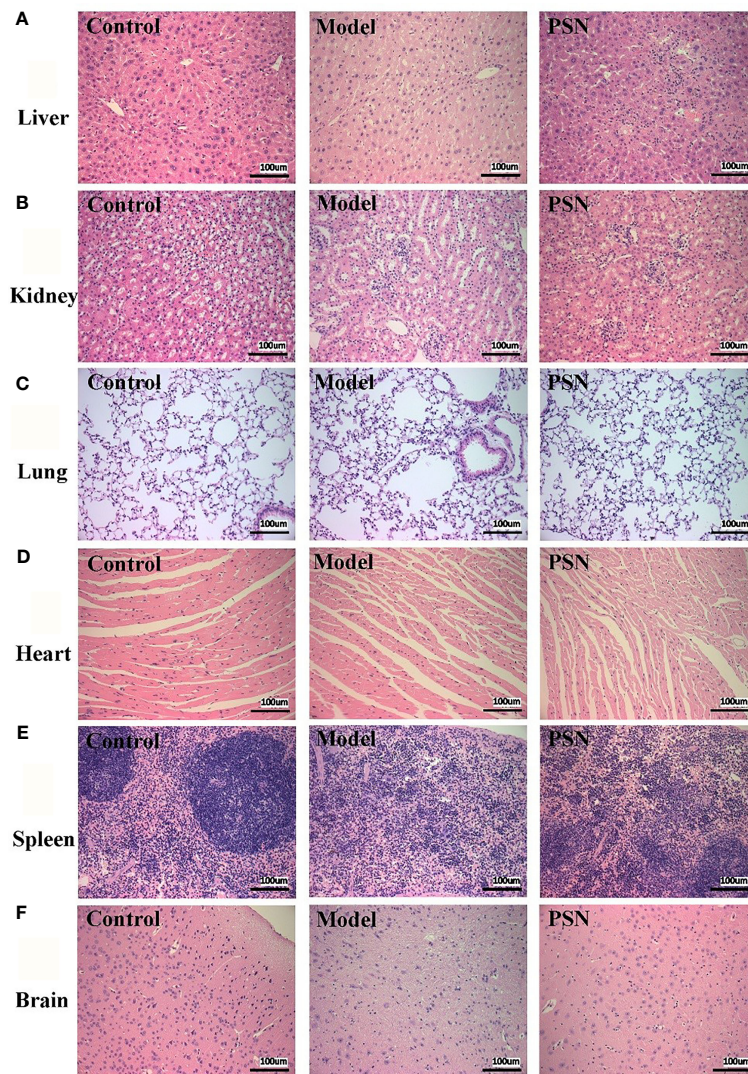 A
Control
Model
PSN
Liver
100um
100um
100um
B
Control
Model
PSN
Kidney
100um
100um
100um
C
Control
Model
PSN
Lung
100um
100um
100um
D
Control
Model
PSN
Heart
100um
100um
100um
E
Control
Model
PSN
Spleen
100um
100um
100um
F
Control
Model
PSN
Brain
100um
100um
100um